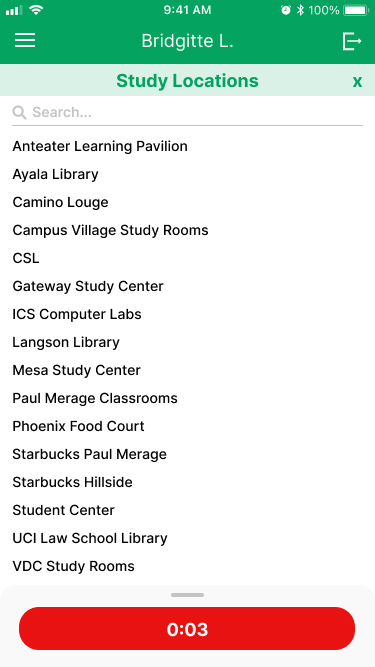 9:41 AM
100%
Bridgitte L.
Study Locations
x
Search...
Anteater Learning Pavilion
Ayala Library
Camino Louge
Campus Village Study Rooms
CSL
Gateway Study Center
ICS Computer Labs
Langson Library
Mesa Study Center
Paul Merage Classrooms
Phoenix Food Court
Starbucks Paul Merage
Starbucks Hillside
Student Center
UCI Law School Library
VDC Study Rooms
0:03